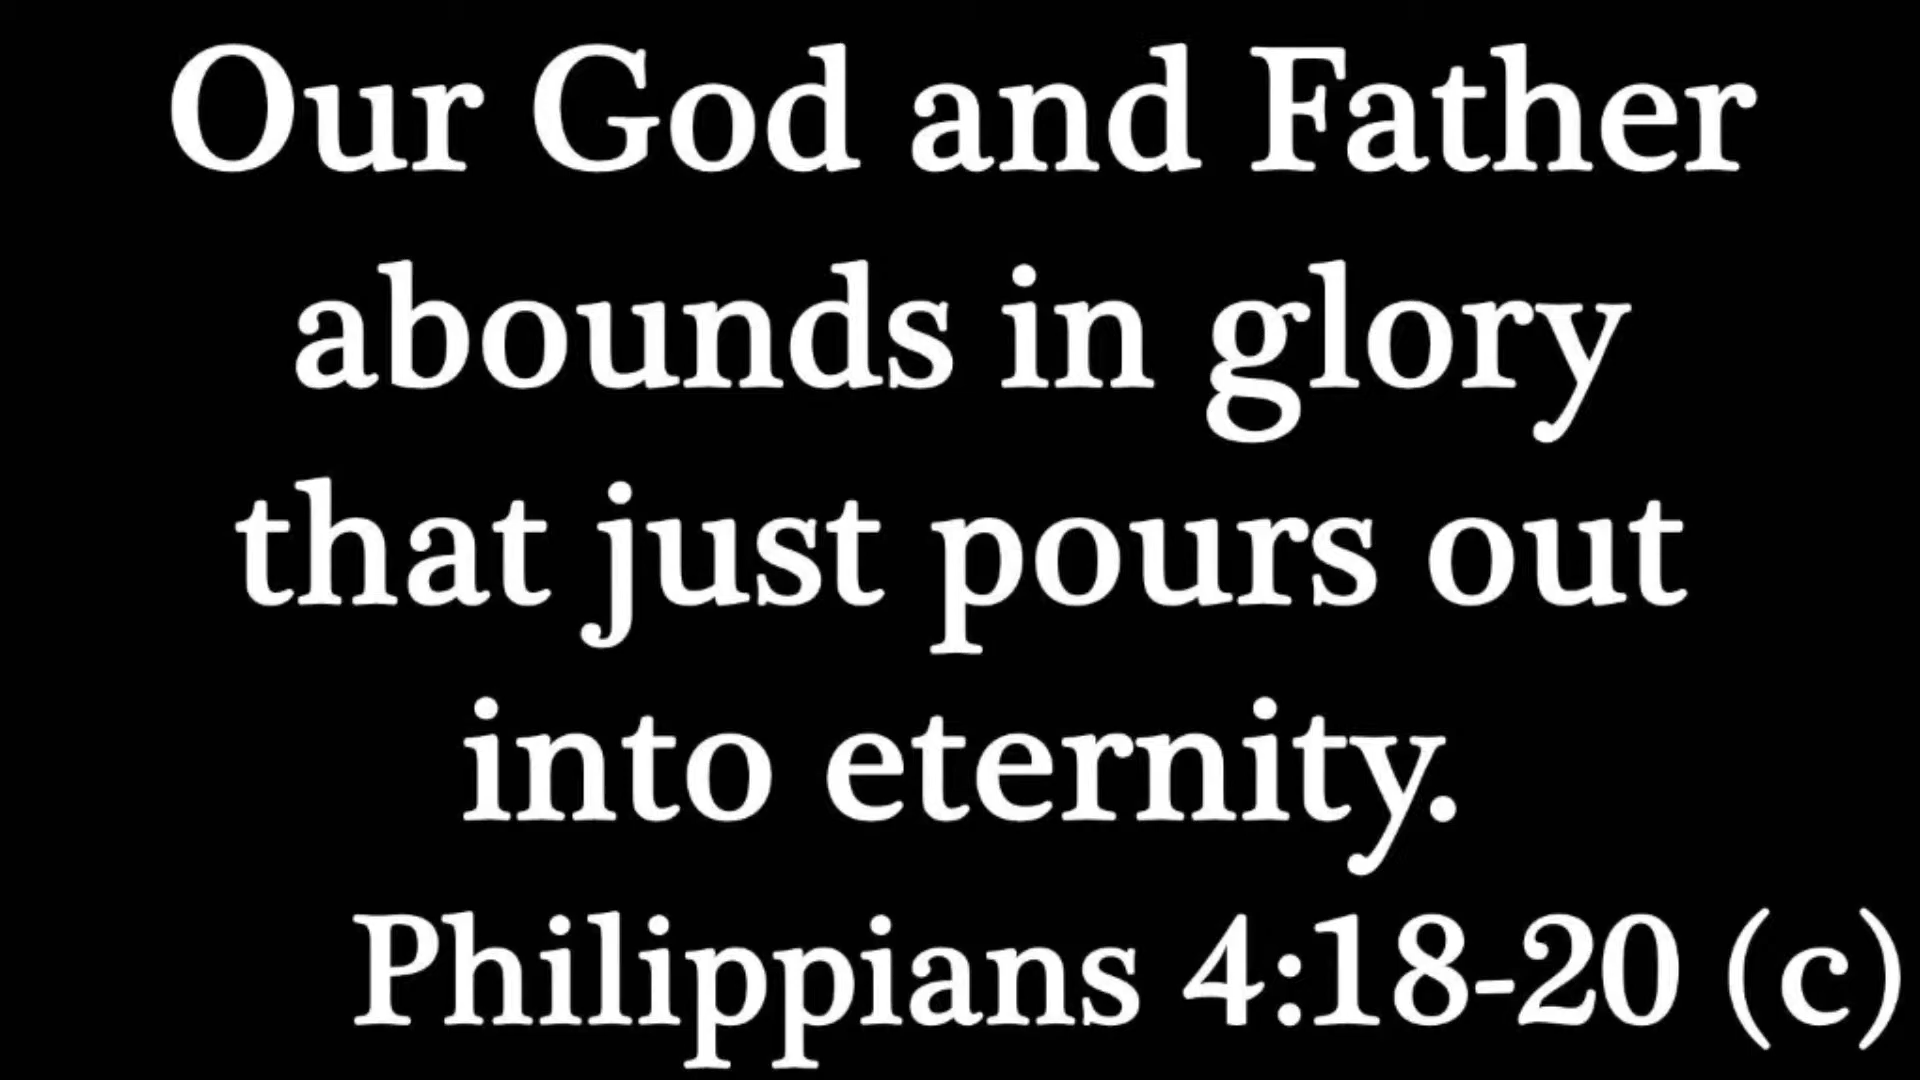 Our God and Father
abounds in glory
that just pours out
into eternity.
Philippians 4:18-20 (c)